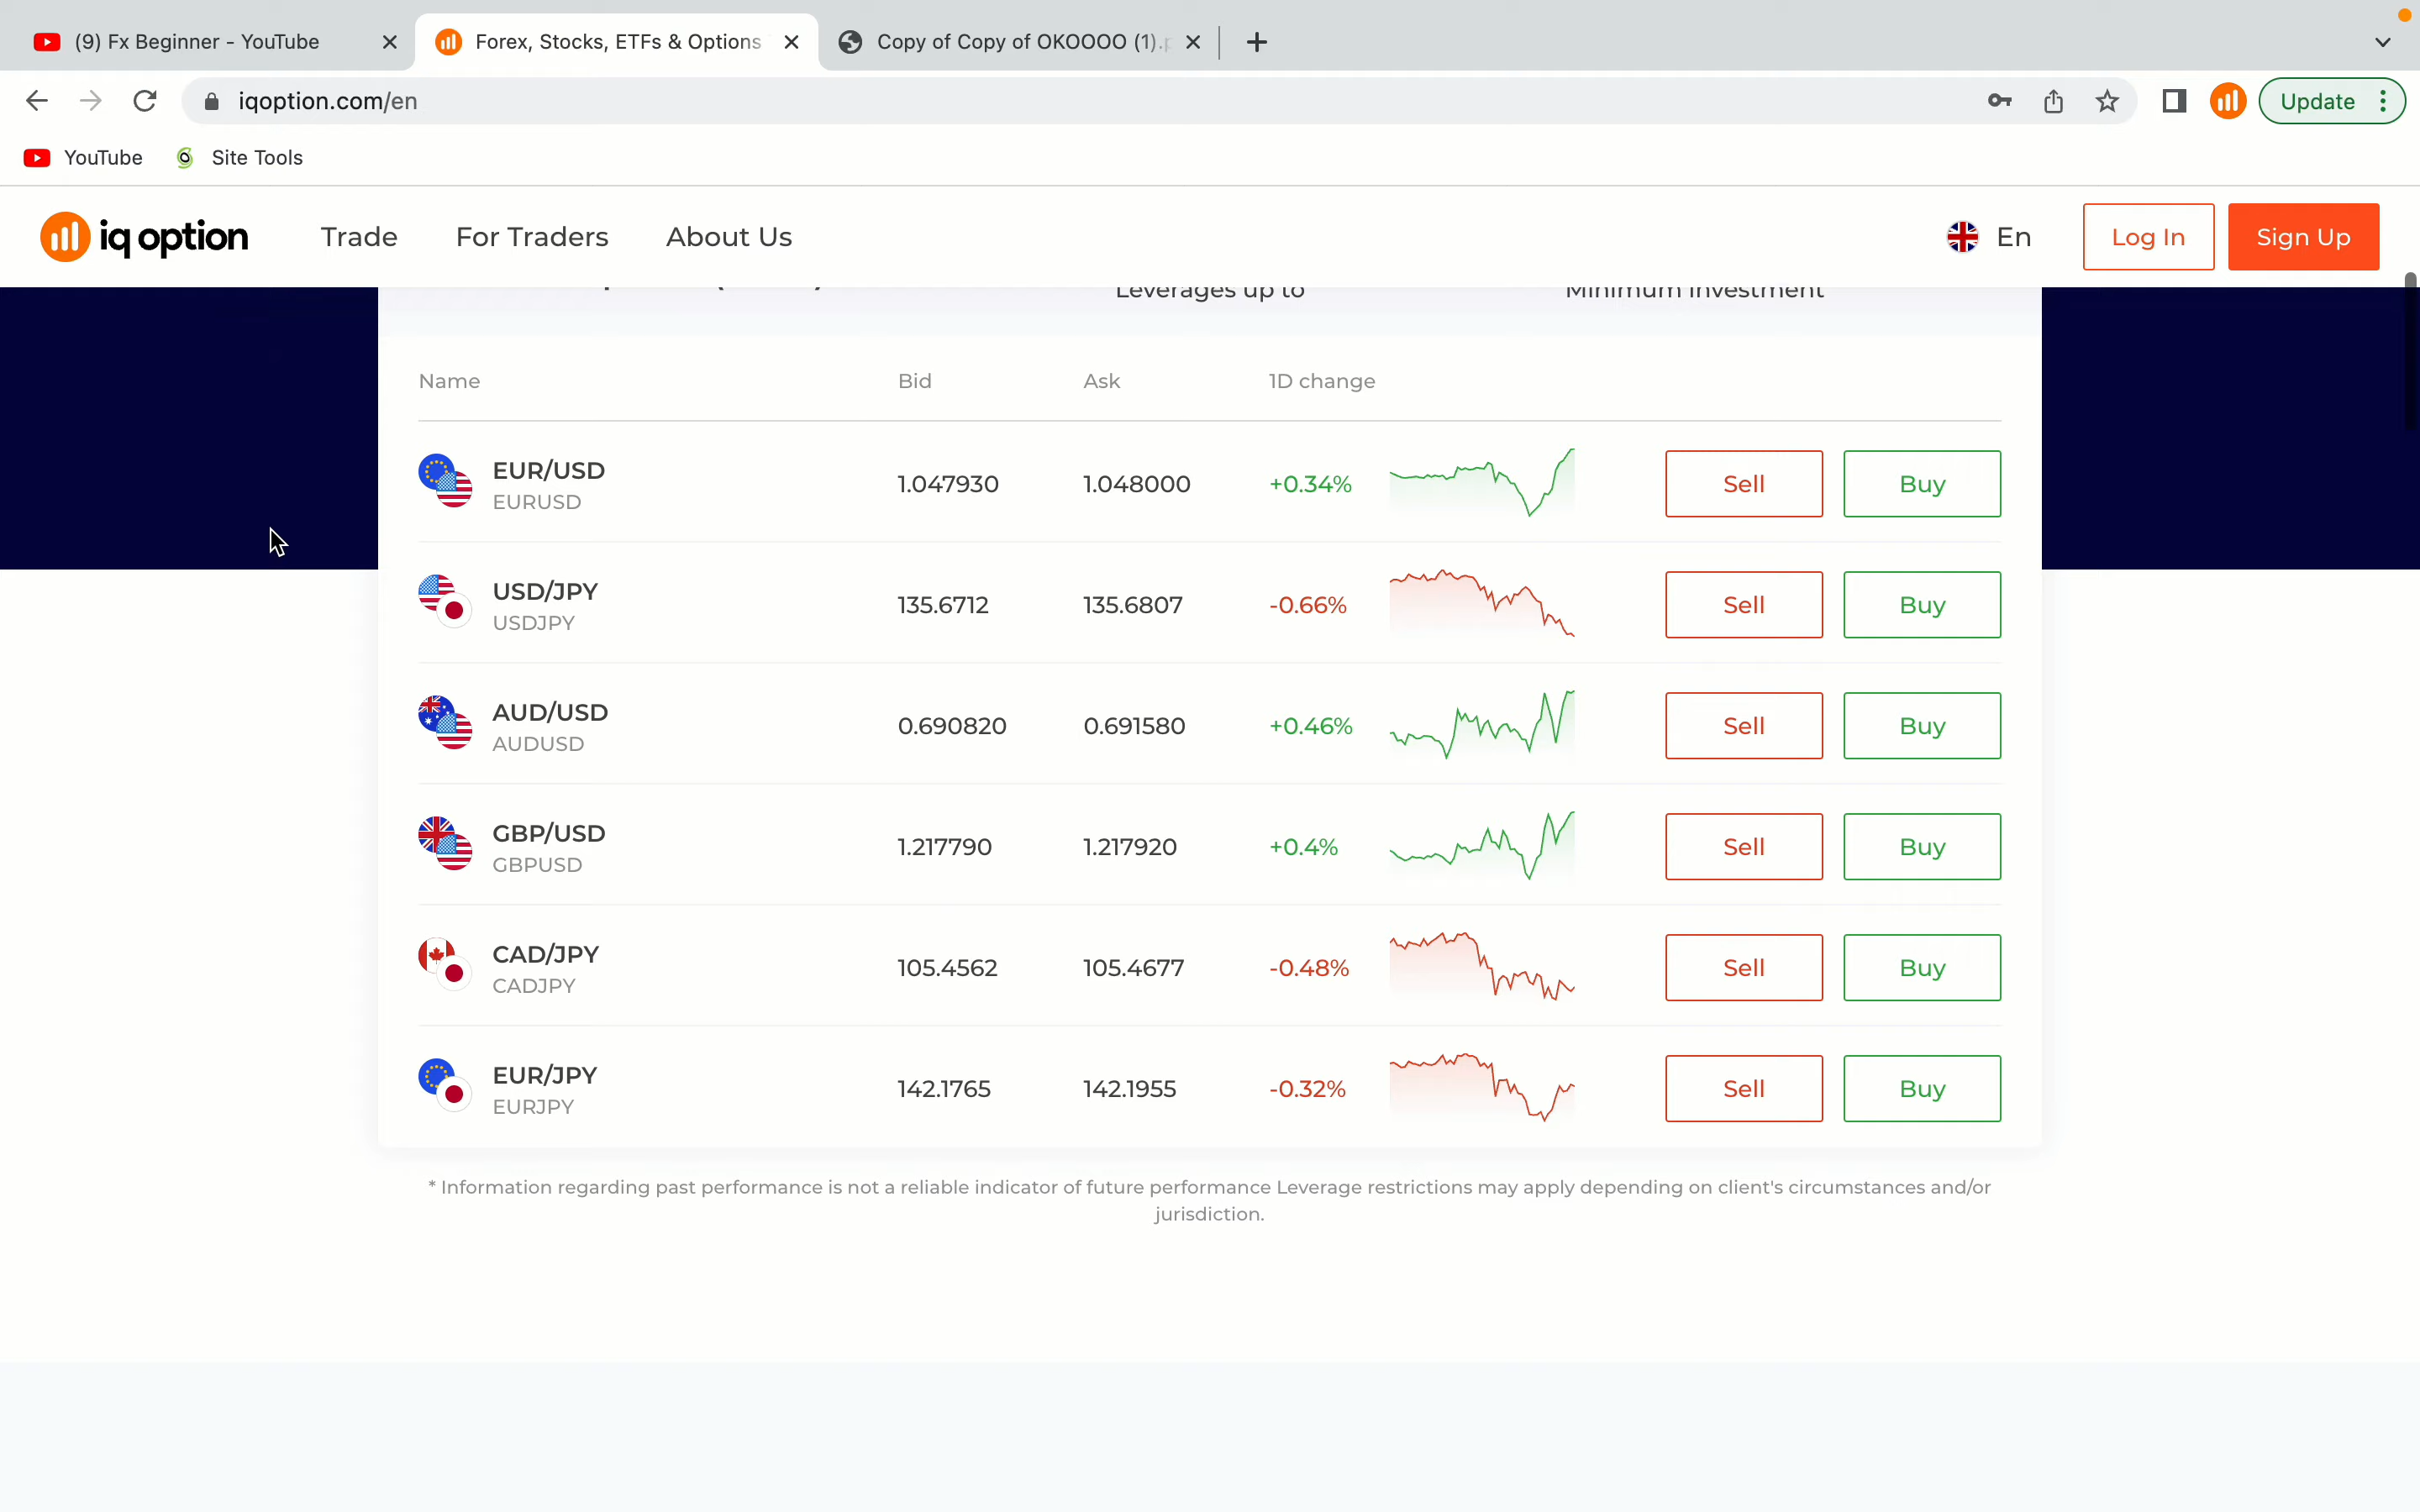 (9) Fx Beginner - YouTube
Forex, Stocks, ETFs & Options
Copy of Copy of OKOOOO (1).p
iqoption.com/en
Update
YouTube
Site Tools
iq option
Trade
For Traders
About Us
En
Log In
Sign Up
Leverages up to
Minimum Investment
Name
Bid
Ask
1D change
EUR/USD
EURUSD
1.047930
1.048000
+0.34%
Sell
Buy
USD/JPY
USDJPY
135.6712
135.6807
-0.66%
Sell
Buy
AUD/USD
AUDUSD
0.690820
0.691580
+0.46%
Sell
Buy
GBP/USD
GBPUSD
1.217790
1.217920
+0.4%
Sell
Buy
CAD/JPY
CADJPY
105.4562
105.4677
-0.48%
Sell
Buy
EUR/JPY
EURJPY
142.1765
142.1955
-0.32%
Sell
Buy
* Information regarding past performance is not a reliable indicator of future performance Leverage restrictions may apply depending on client's circumstances and/or
jurisdiction.